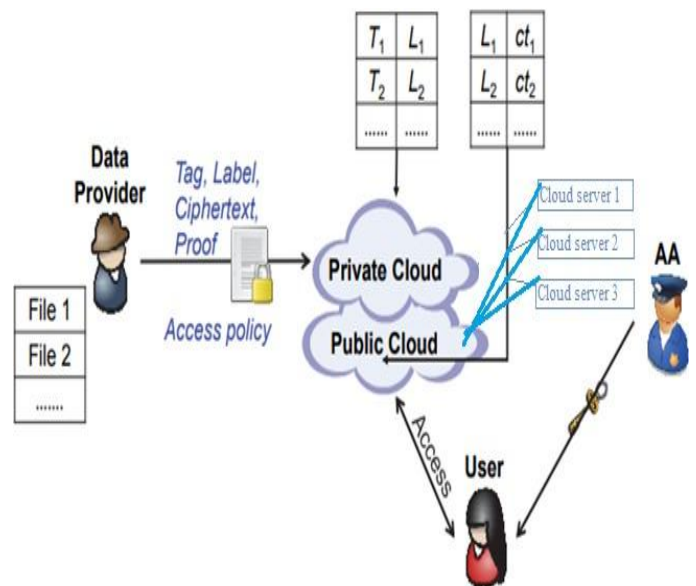 T1 L1
T2 L2
...... ......
L1 ct1
L2 ct2
...... ......
Data
Provider
Tag, Label,
Ciphertext,
Proof
Access policy
File 1
File 2
.......
Private Cloud
Public Cloud
Cloud server 1
Cloud server 2
Cloud server 3
AA
Access
User